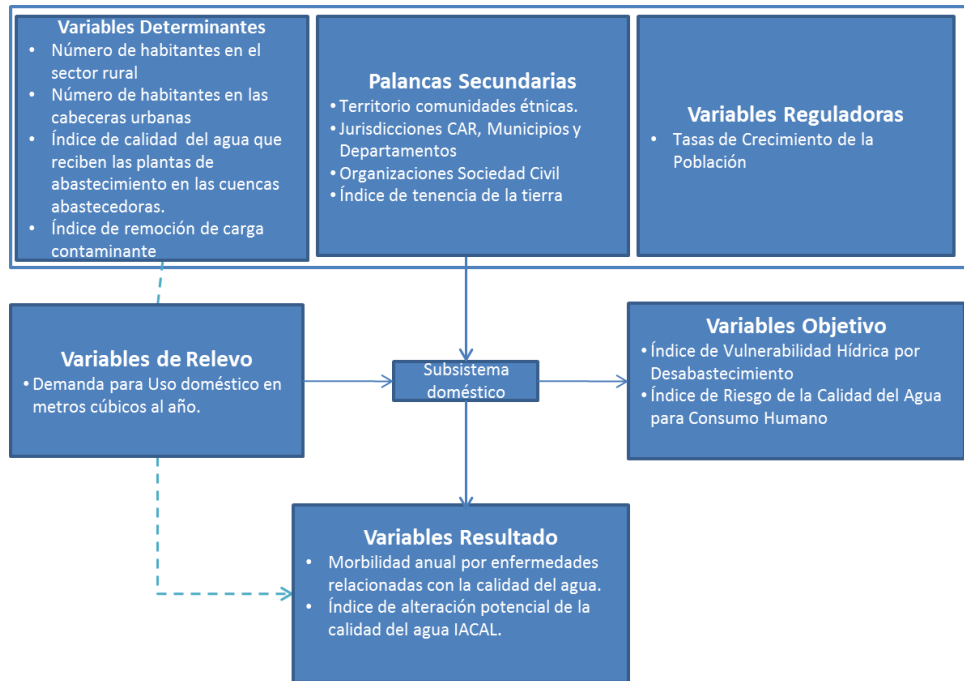 Variables Determinantes
• Número de habitantes en el
sector rural
• Número de habitantes en las
cabeceras urbanas
• Índice de calidad del agua que
reciben las plantas de
abastecimiento en las cuencas
abastecedoras.
• Índice de remoción de carga
contaminante
Palancas Secundarias
• Territorio comunidades étnicas.
• Jurisdicciones CAR, Municipios y
Departamentos
• Organizaciones Sociedad Civil
• Índice de tenencia de la tierra
Variables Reguladoras
• Tasas de Crecimiento de la
Población
Variables de Relevo
• Demanda para Uso doméstico en
metros cúbicos al año.
Subsistema
doméstico
Variables Objetivo
• Índice de Vulnerabilidad Hídrica por
Desabastecimiento
• Índice de Riesgo de la Calidad del Agua
para Consumo Humano
Variables Resultado
• Morbilidad anual por enfermedades
relacionadas con la calidad del agua.
• Índice de alteración potencial de la
calidad del agua IACAL.